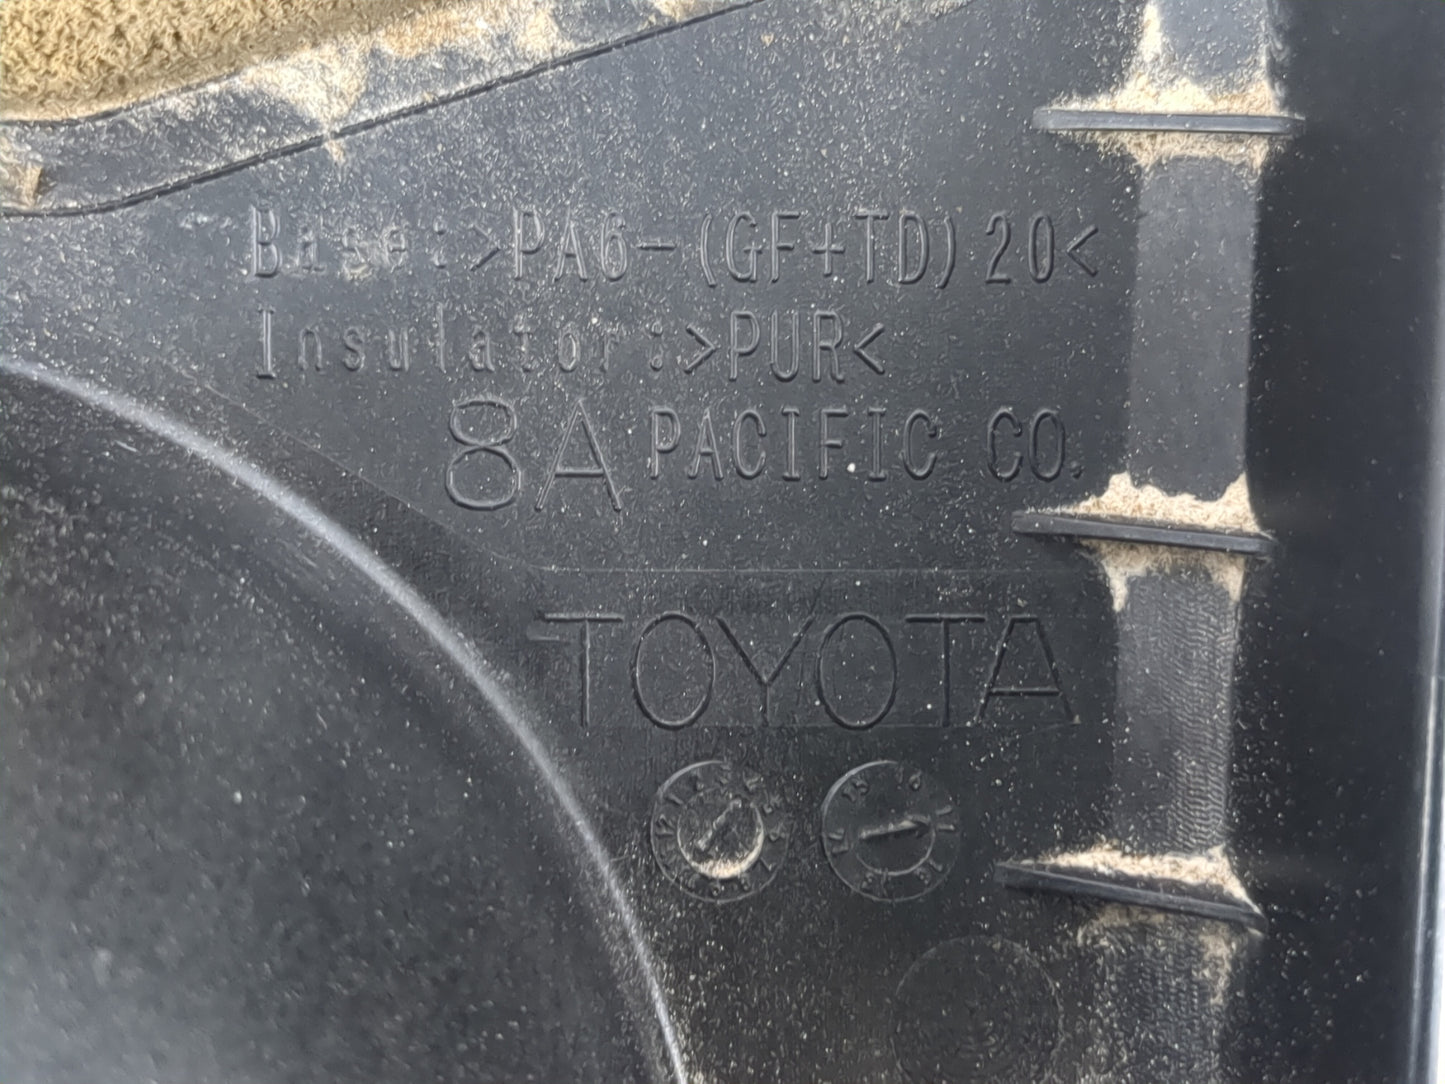 Base:>PA6-(GF+TD)20<
Insulator:>PUR<
8A PACIFIC CO.
TOYOTA